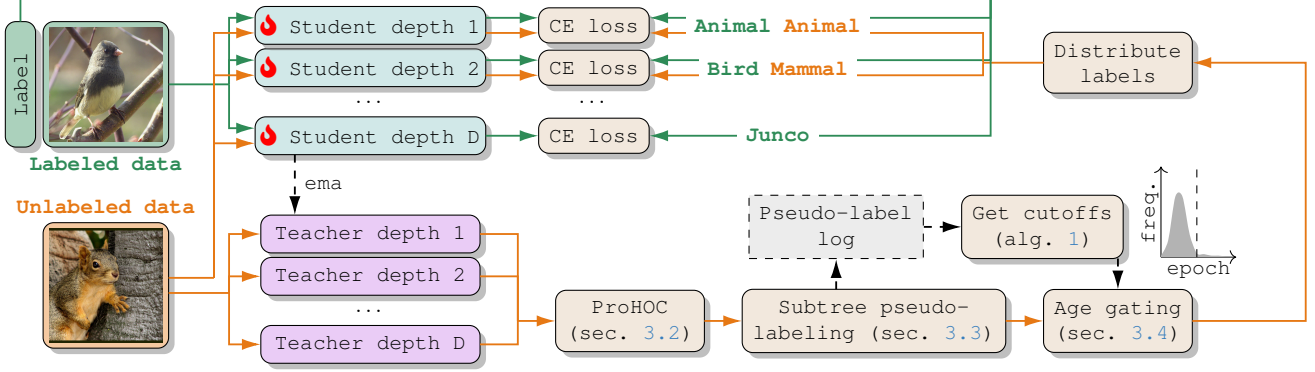 Label
Labeled data
Student depth 1
CE loss
Animal Animal
Student depth 2
CE loss
Bird Mammal
...
...
Student depth D
CE loss
Junco
Distribute
labels
ema
Unlabeled data
Teacher depth 1
Teacher depth 2
...
Teacher depth D
ProHOC
(sec. 3.2)
Pseudo-label
log
Subtree pseudo-
labeling (sec. 3.3)
Get cutoffs
(alg. 1)
freq.
epoch
Age gating
(sec. 3.4)